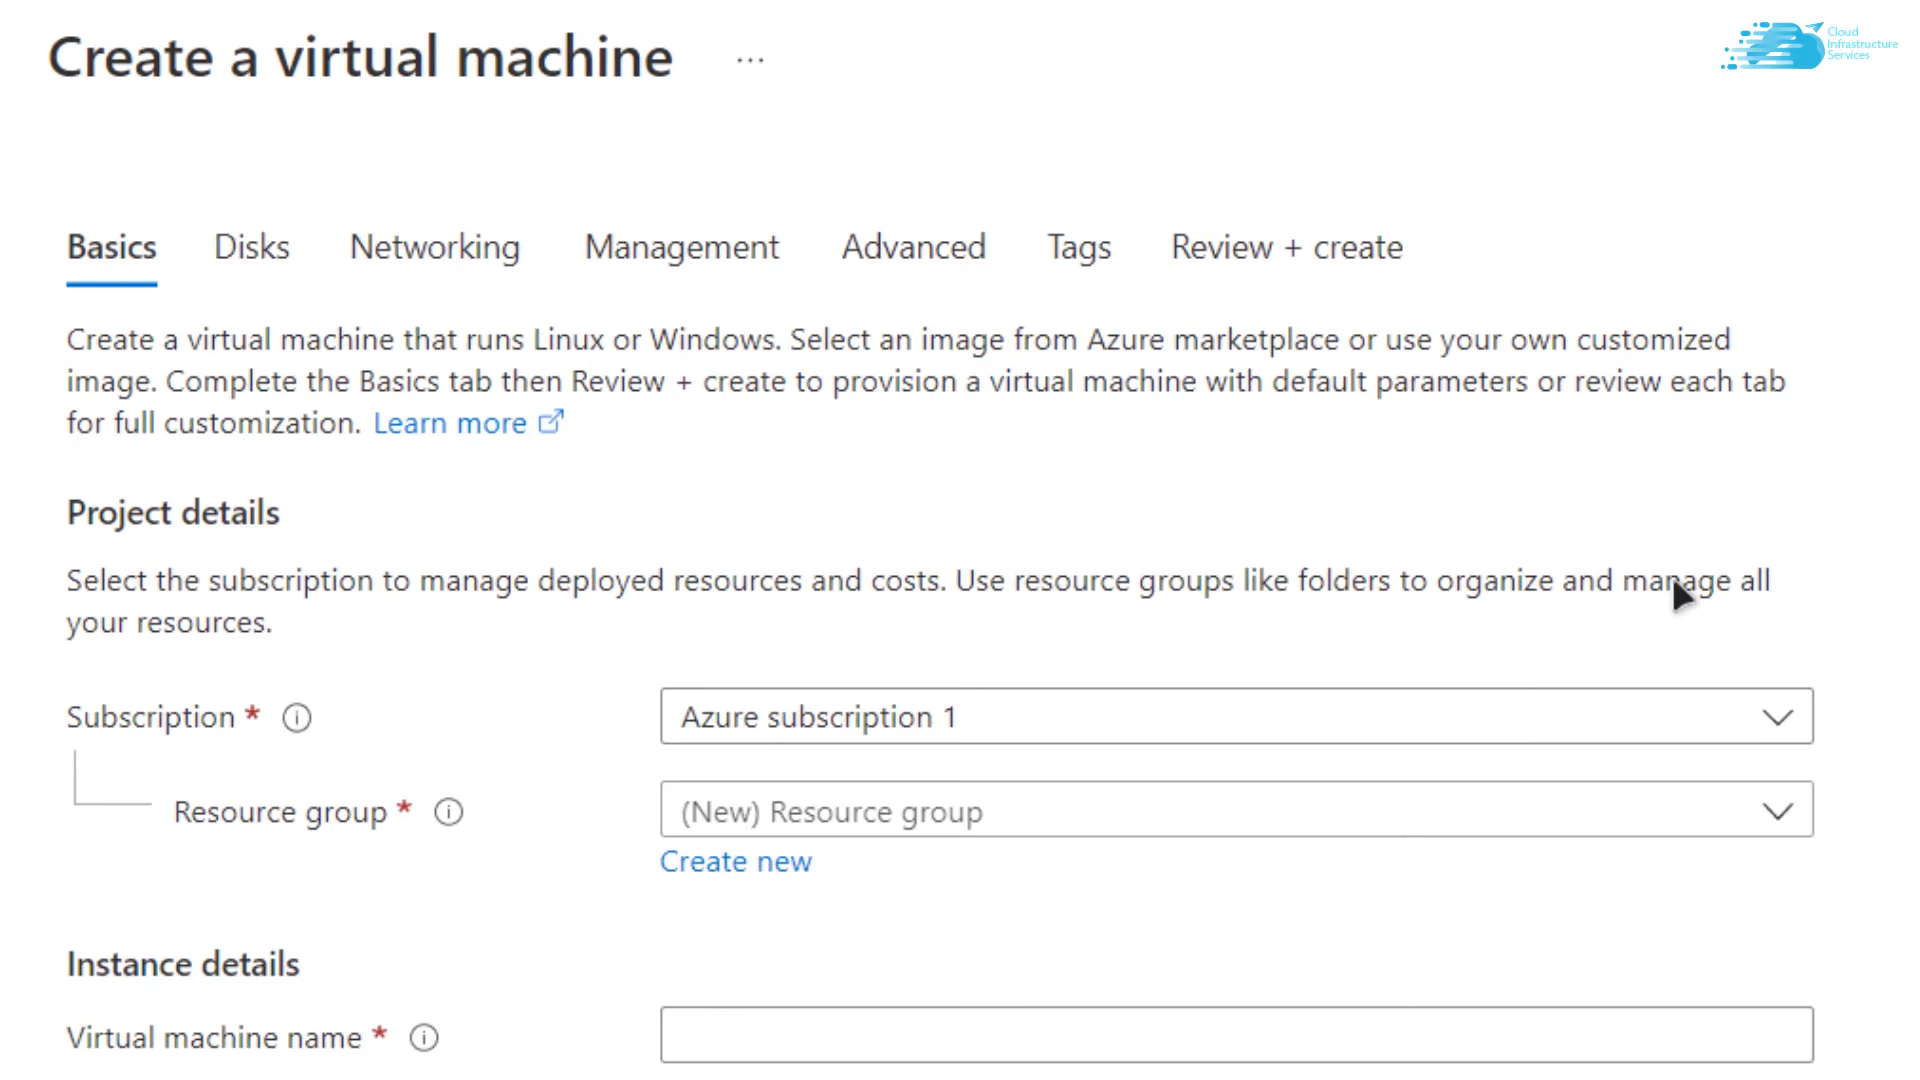 Create a virtual machine ...
Cloud
Infrastructure
Services
Basics Disks Networking Management Advanced Tags Review + create
Create a virtual machine that runs Linux or Windows. Select an image from Azure marketplace or use your own customized
image. Complete the Basics tab then Review + create to provision a virtual machine with default parameters or review each tab
for full customization. Learn more
Project details
Select the subscription to manage deployed resources and costs. Use resource groups like folders to organize and manage all
your resources.
Subscription * Azure subscription 1
Resource group * (New) Resource group
Create new
Instance details
Virtual machine name *